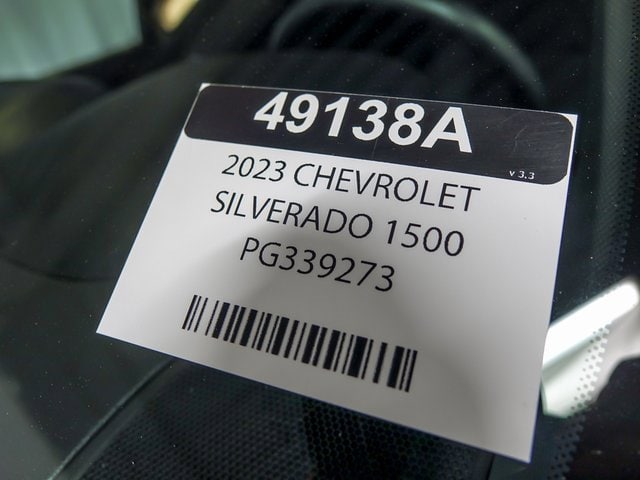 49138A
v 3.3
2023 CHEVROLET
SILVERADO 1500
PG339273